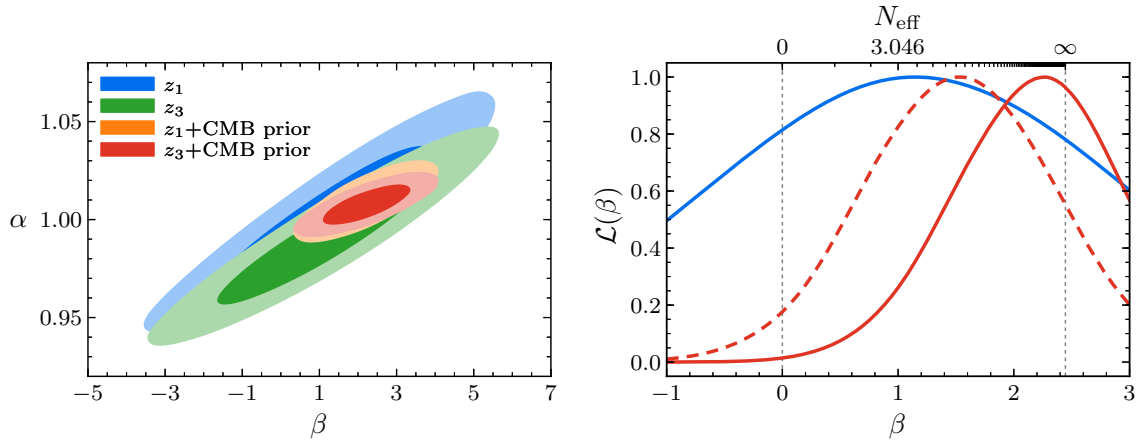 α
1.05
1.00
0.95
z₁
z₃
z₁+CMB prior
z₃+CMB prior
−5 −3 −1 1 3 5 7
β
N_eff
0 3.046 ∞
ℒ(β)
1.0
0.8
0.6
0.4
0.2
0.0
−1 0 1 2 3
β